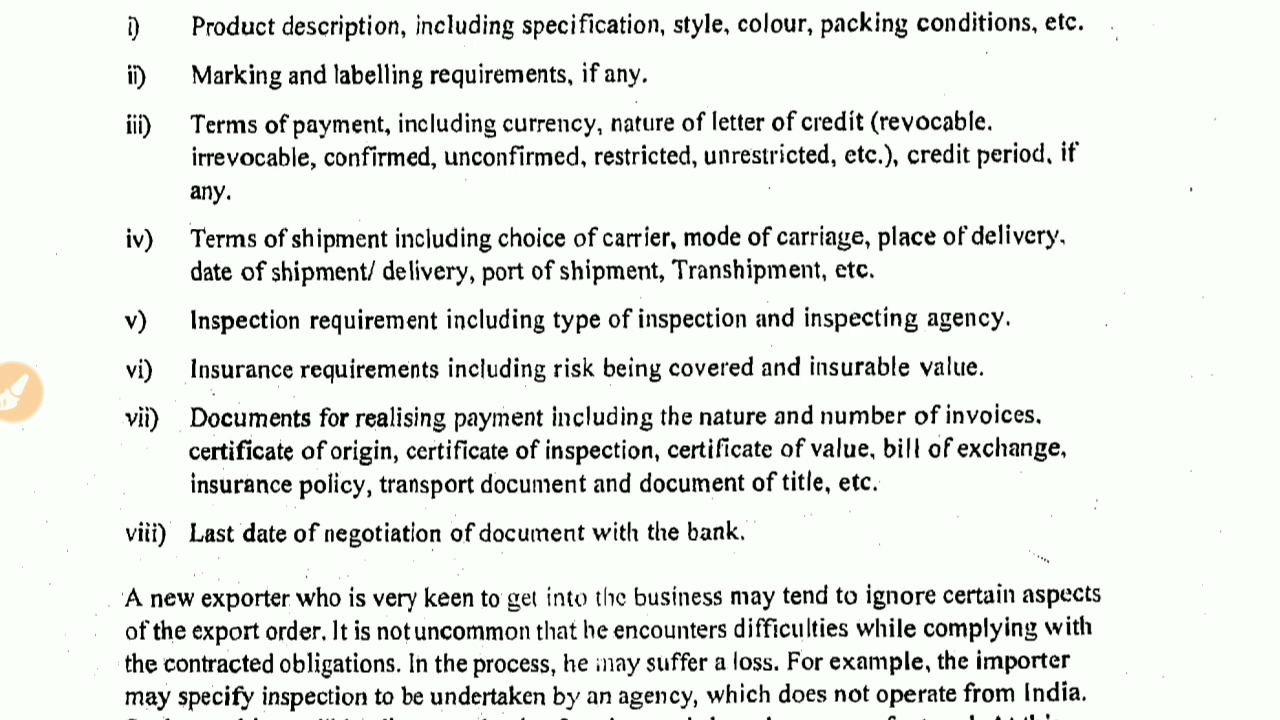 i) Product description, including specification, style, colour, packing conditions, etc.
ii) Marking and labelling requirements, if any.
iii) Terms of payment, including currency, nature of letter of credit (revocable.
irrevocable, confirmed, unconfirmed, restricted, unrestricted, etc.), credit period, if
any.
iv) Terms of shipment including choice of carrier, mode of carriage, place of delivery,
date of shipment/ delivery, port of shipment, Transhipment, etc.
v) Inspection requirement including type of inspection and inspecting agency.
vi) Insurance requirements including risk being covered and insurable value.
vii) Documents for realising payment including the nature and number of invoices.
certificate of origin, certificate of inspection, certificate of value, bill of exchange,
insurance policy, transport document and document of title, etc.
viii) Last date of negotiation of document with the bank.
A new exporter who is very keen to get into the business may tend to ignore certain aspects
of the export order. It is not uncommon that he encounters difficulties while complying with
the contracted obligations. In the process, he may suffer a loss. For example, the importer
may specify inspection to be undertaken by an agency, which does not operate from India.